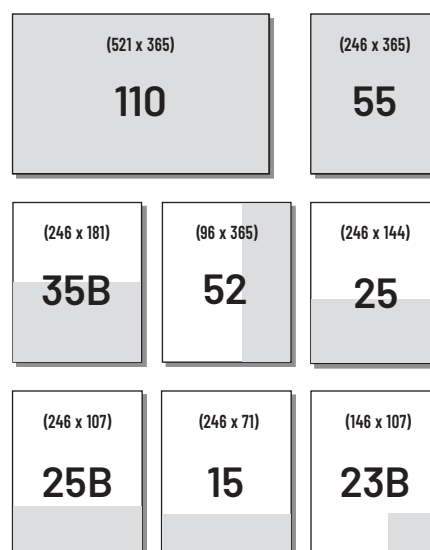 (521 x 365)
110
(246 x 365)
55
(246 x 181)
35B
(96 x 365)
52
(246 x 144)
25
(246 x 107)
25B
(246 x 71)
15
(146 x 107)
23B